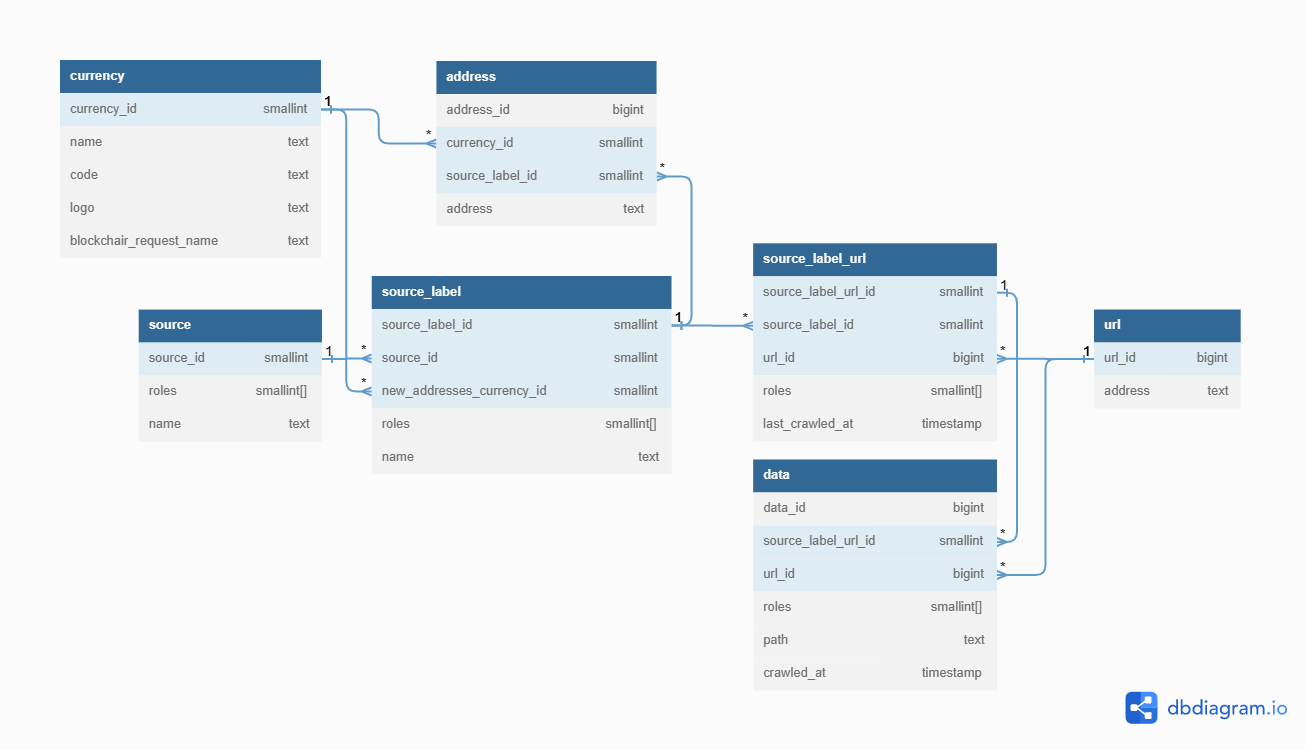 currency
currency_id smallint
name text
code text
logo text
blockchair_request_name text
address
address_id bigint
currency_id smallint
source_label_id smallint
address text
source
source_id smallint
roles smallint[]
name text
source_label
source_label_id smallint
source_id smallint
new_addresses_currency_id smallint
roles smallint[]
name text
source_label_url
source_label_url_id smallint
source_label_id smallint
url_id bigint
roles smallint[]
last_crawled_at timestamp
url
url_id bigint
address text
data
data_id bigint
source_label_url_id smallint
url_id bigint
roles smallint[]
path text
crawled_at timestamp
1
*
*
1
*
*
1
*
1
*
1
*
*
dbdiagram.io